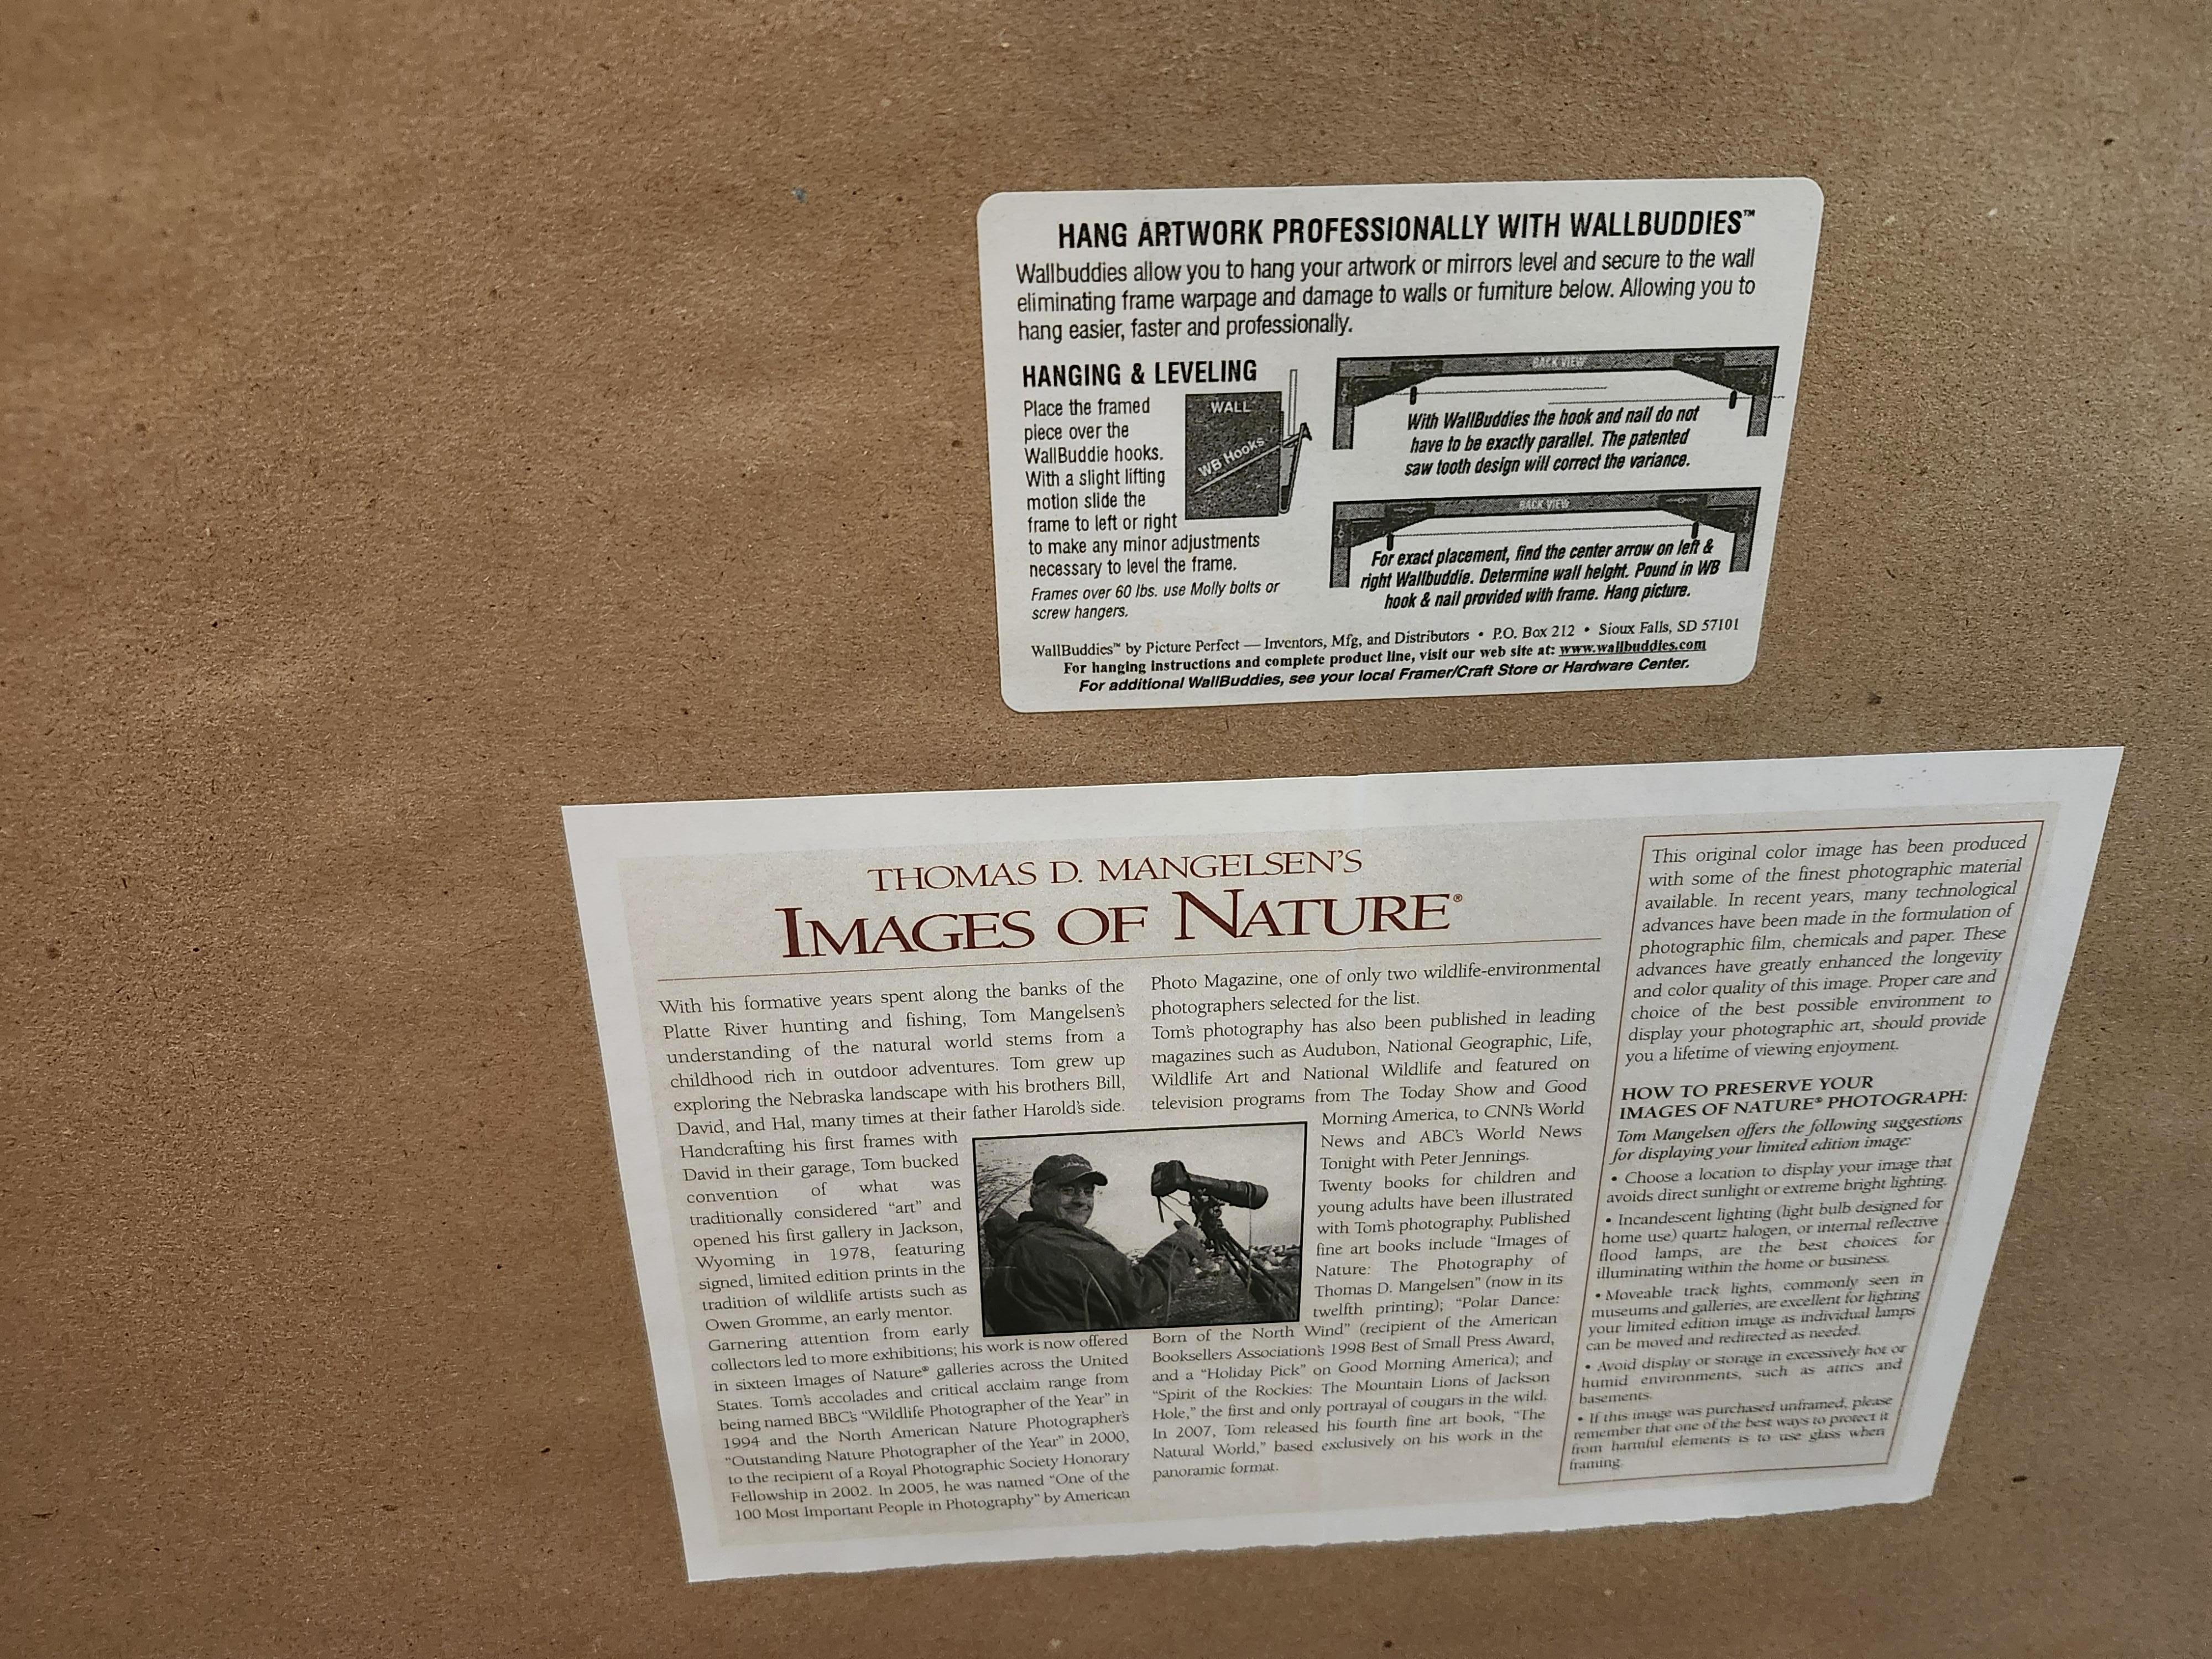 HANG ARTWORK PROFESSIONALLY WITH WALLBUDDIES™
Wallbuddies allow you to hang your artwork or mirrors level and secure to the wall
eliminating frame warpage and damage to walls or furniture below. Allowing you to
hang easier, faster and professionally.
HANGING & LEVELING
Place the framed
piece over the
WallBuddie hooks.
With a slight lifting
motion slide the
frame to left or right
to make any minor adjustments
necessary to level the frame.
Frames over 60 lbs. use Molly bolts or
screw hangers.
WALL
WB Hooks
BACK VIEW
With WallBuddies the hook and nail do not
have to be exactly parallel. The patented
saw tooth design will correct the variance.
BACK VIEW
For exact placement, find the center arrow on left &
right Wallbuddie. Determine wall height. Pound in WB
hook & nail provided with frame. Hang picture.
WallBuddies™ by Picture Perfect — Inventors, Mfg, and Distributors • P.O. Box 212 • Sioux Falls, SD 57101
For hanging instructions and complete product line, visit our web site at: www.wallbuddies.com
For additional WallBuddies, see your local Framer/Craft Store or Hardware Center.
THOMAS D. MANGELSEN'S
IMAGES OF NATURE®
With his formative years spent along the banks of the
Platte River hunting and fishing, Tom Mangelsen's
understanding of the natural world stems from a
childhood rich in outdoor adventures. Tom grew up
exploring the Nebraska landscape with his brothers Bill,
David, and Hal, many times at their father Harold's side.
Handcrafting his first frames with
David in their garage, Tom bucked
convention of what was
traditionally considered "art" and
opened his first gallery in Jackson,
Wyoming in 1978, featuring
signed, limited edition prints in the
tradition of wildlife artists such as
Owen Gromme, an early mentor.
Garnering attention from early
collectors led to more exhibitions; his work is now offered
in sixteen Images of Nature® galleries across the United
States. Tom's accolades and critical acclaim range from
being named BBC's "Wildlife Photographer of the Year" in
1994 and the North American Nature Photographer's
"Outstanding Nature Photographer of the Year" in 2000,
to the recipient of a Royal Photographic Society Honorary
Fellowship in 2002. In 2005, he was named "One of the
100 Most Important People in Photography" by American
Photo Magazine, one of only two wildlife-environmental
photographers selected for the list.
Tom's photography has also been published in leading
magazines such as Audubon, National Geographic, Life,
Wildlife Art and National Wildlife and featured on
television programs from The Today Show and Good
Morning America, to CNN's World
News and ABC's World News
Tonight with Peter Jennings.
Twenty books for children and
young adults have been illustrated
with Tom's photography. Published
fine art books include "Images of
Nature: The Photography of
Thomas D. Mangelsen" (now in its
twelfth printing); "Polar Dance:
Born of the North Wind" (recipient of the American
Booksellers Association's 1998 Best of Small Press Award,
and a "Holiday Pick" on Good Morning America); and
"Spirit of the Rockies: The Mountain Lions of Jackson
Hole," the first and only portrayal of cougars in the wild.
In 2007, Tom released his fourth fine art book, "The
Natural World," based exclusively on his work in the
panoramic format.
This original color image has been produced
with some of the finest photographic material
available. In recent years, many technological
advances have been made in the formulation of
photographic film, chemicals and paper. These
advances have greatly enhanced the longevity
and color quality of this image. Proper care and
choice of the best possible environment to
display your photographic art, should provide
you a lifetime of viewing enjoyment.
HOW TO PRESERVE YOUR
IMAGES OF NATURE® PHOTOGRAPH:
Tom Mangelsen offers the following suggestions
for displaying your limited edition image:
• Choose a location to display your image that
avoids direct sunlight or extreme bright lighting.
• Incandescent lighting (light bulb designed for
home use) quartz halogen, or internal reflective
flood lamps, are the best choices for
illuminating within the home or business.
• Moveable track lights, commonly seen in
museums and galleries, are excellent for lighting
your limited edition image as individual lamps
can be moved and redirected as needed.
• Avoid display or storage in excessively hot or
humid environments, such as attics and
basements.
• If this image was purchased unframed, please
remember that one of the best ways to protect it
from harmful elements is to use glass when
framing.